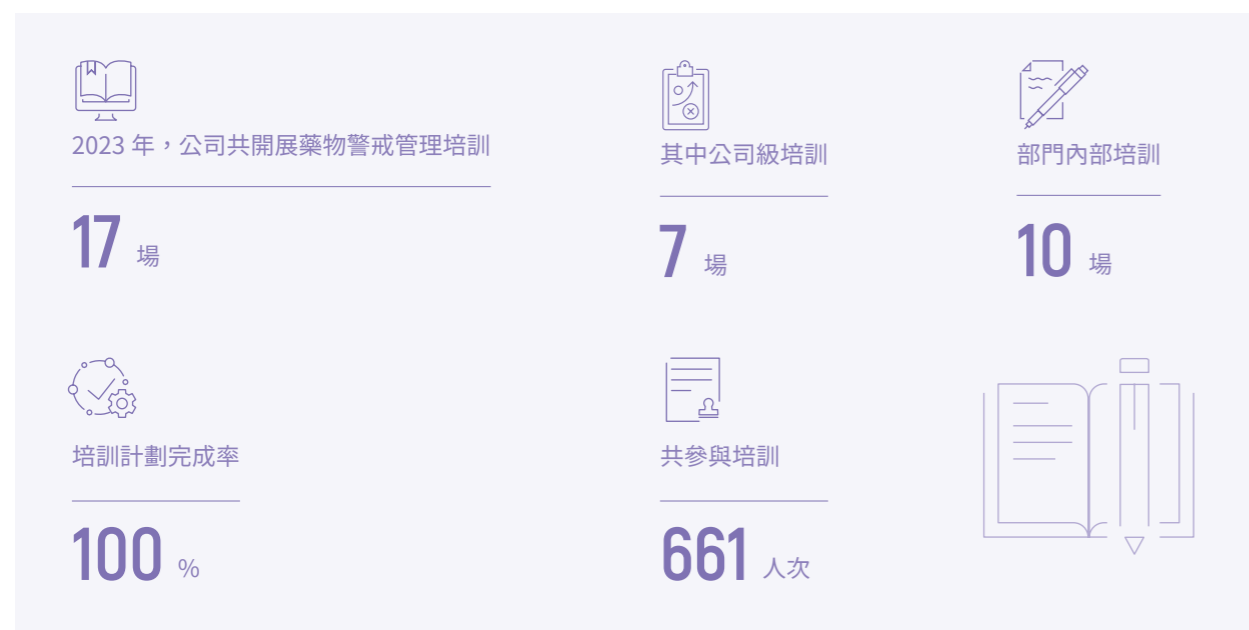 2023 年，公司共開展藥物警戒管理培訓
17 場
其中公司級培訓
7 場
部門內部培訓
10 場
培訓計劃完成率
100 %
共參與培訓
661 人次